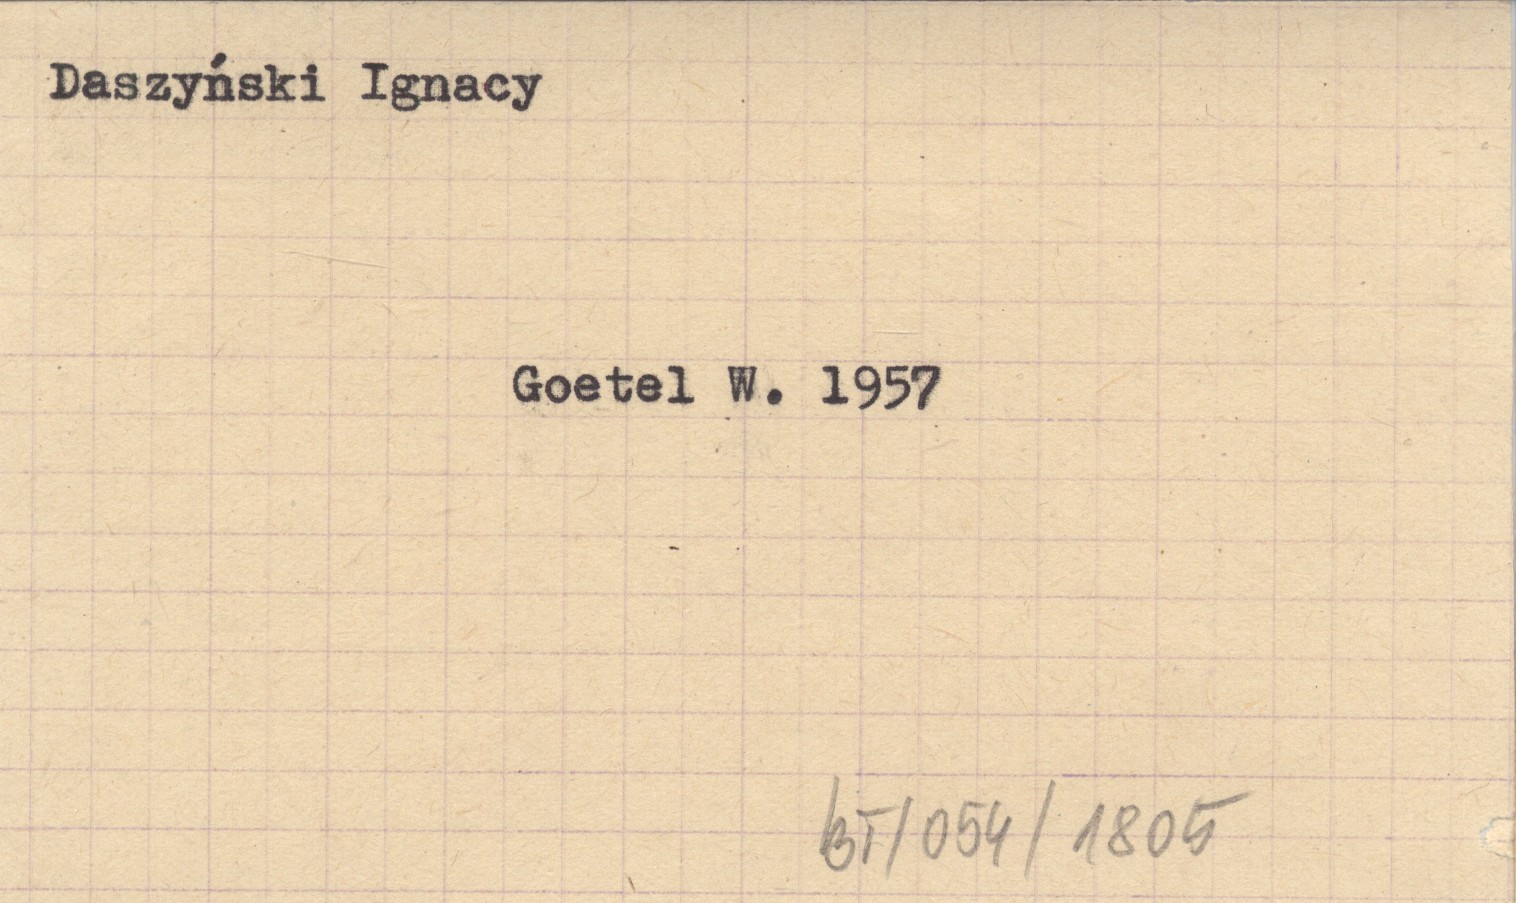 Daszyński Ignacy
Goetel W. 1957
BT/054/1805